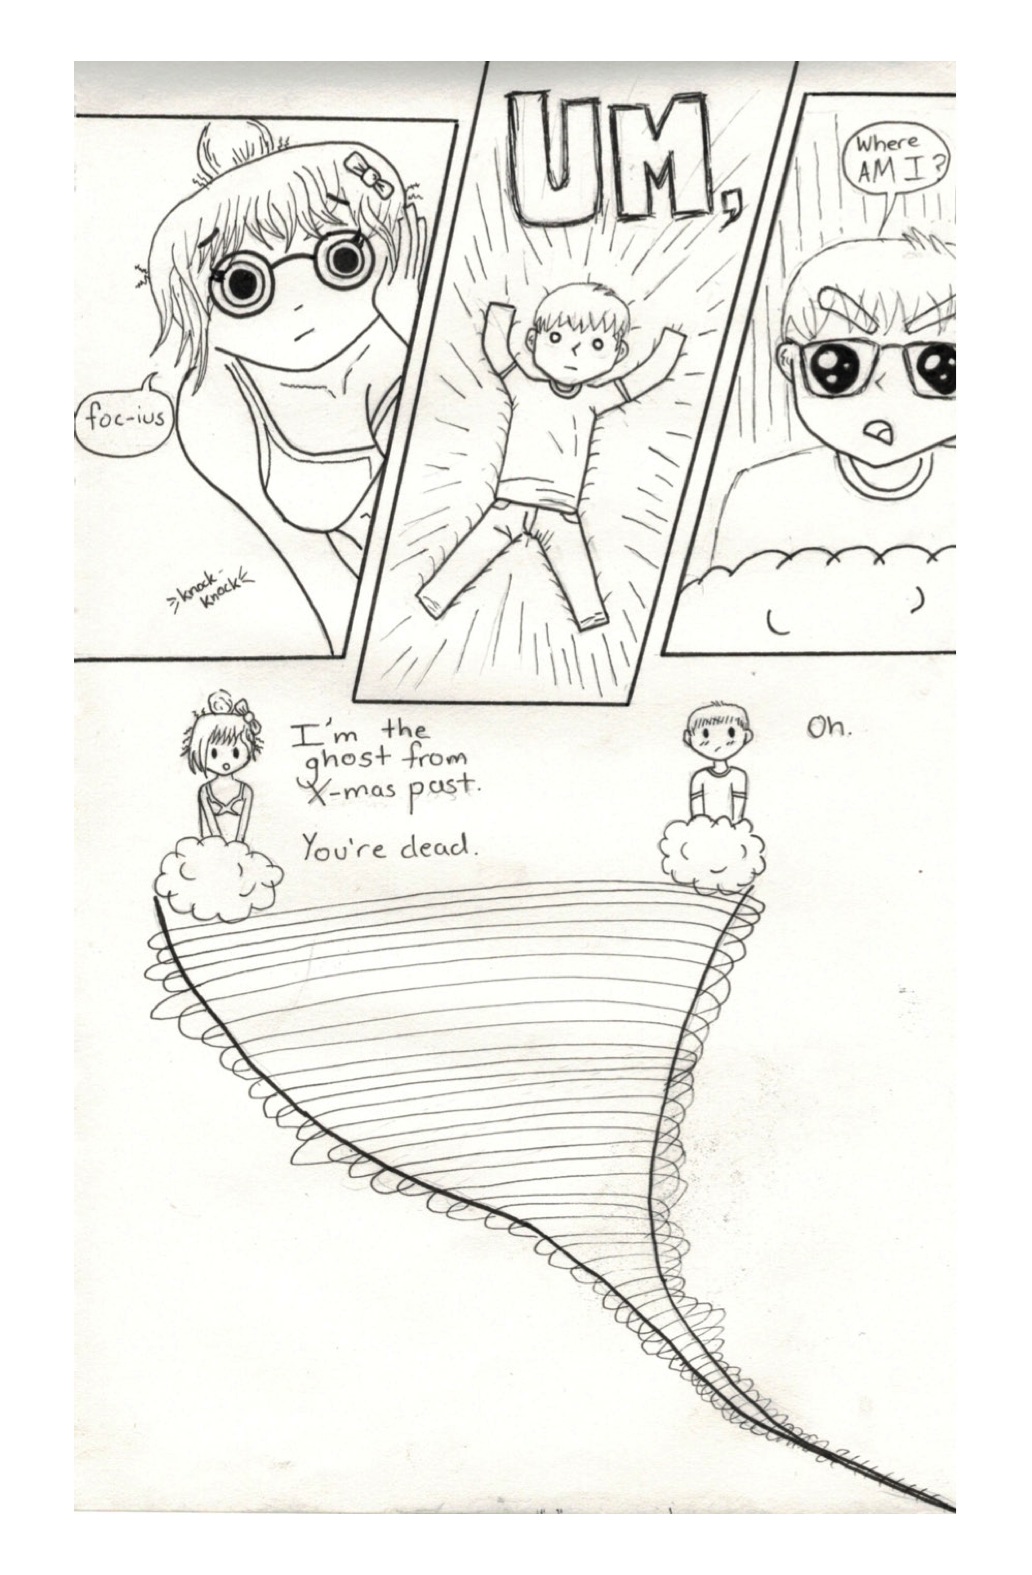 foc-ius
knock-
knock
UM,
Where
AM I?
I'm the
ghost from
X-mas past.
You're dead.
Oh.